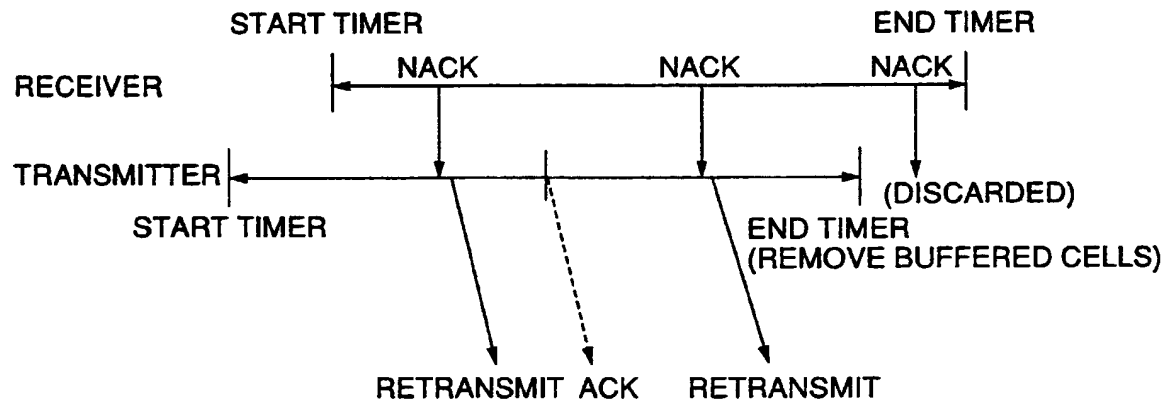 START TIMER
END TIMER
NACK
NACK
NACK
RECEIVER
TRANSMITTER
(DISCARDED)
START TIMER
END TIMER
(REMOVE BUFFERED CELLS)
RETRANSMIT
ACK
RETRANSMIT